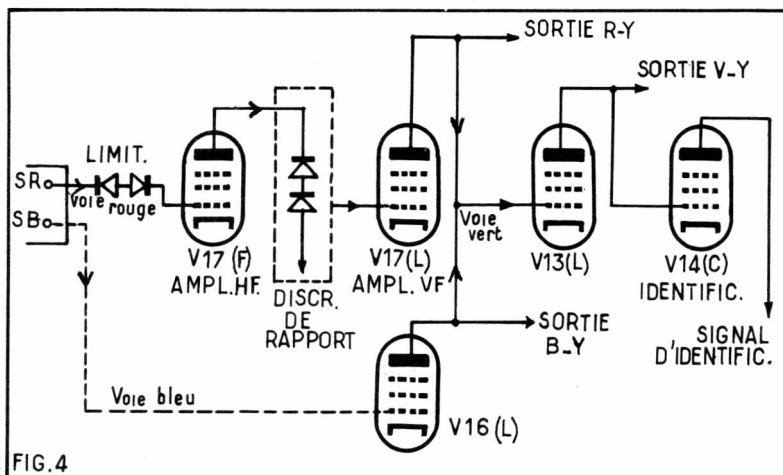 SORTIE R-Y
SORTIE V-Y
LIMIT.
SR
SB
voie rouge
V17 (F)
AMPL.HF.
DISCR.
DE
RAPPORT
V17(L)
AMPL. VF
Voie
vert
V13(L)
V14(C)
IDENTIFIC.
SORTIE
B-Y
SIGNAL
D'IDENTIFIC.
Voie bleu
V16 (L)
FIG.4